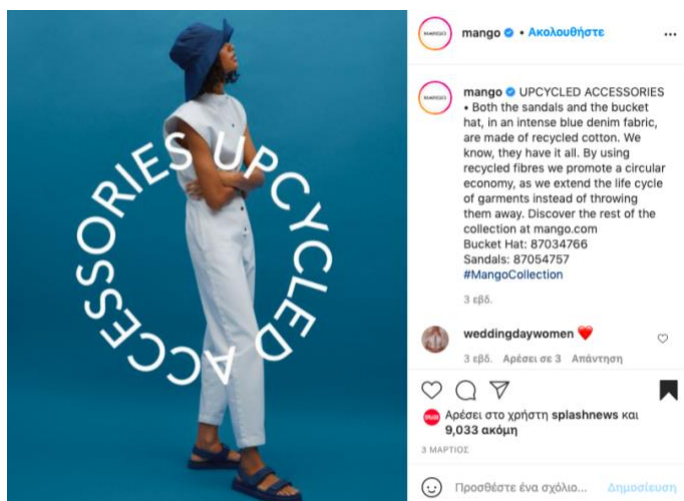 UPCYCLED ACCESSORIES
MANGO
mango • Ακολουθήστε
MANGO
mango UPCYCLED ACCESSORIES
• Both the sandals and the bucket
hat, in an intense blue denim fabric,
are made of recycled cotton. We
know, they have it all. By using
recycled fibres we promote a circular
economy, as we extend the life cycle
of garments instead of throwing
them away. Discover the rest of the
collection at mango.com
Bucket Hat: 87034766
Sandals: 87054757
#MangoCollection
3 εβδ.
weddingdaywomen ❤️
3 εβδ. Αρέσει σε 3 Απάντηση
SPLASH
Αρέσει στο χρήστη splashnews και
9,033 ακόμη
3 ΜΑΡΤΙΟΣ
Προσθέστε ένα σχόλιο... Δημοσίευση